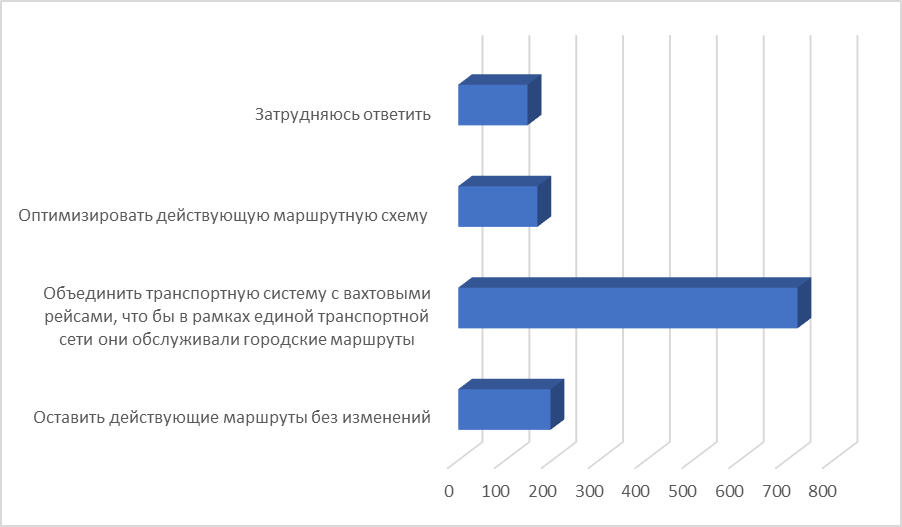 Затрудняюсь ответить
Оптимизировать действующую маршрутную схему
Объединить транспортную систему с вахтовыми
рейсами, что бы в рамках единой транспортной
сети они обслуживали городские маршруты
Оставить действующие маршруты без изменений
0 100 200 300 400 500 600 700 800